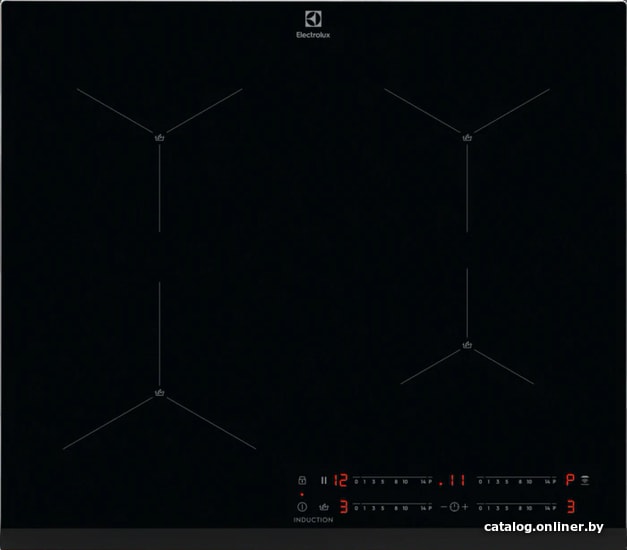 Electrolux
12 0 1 3 5 8 10 14 P .11 0 1 3 5 8 10 14 P P
3 0 1 3 5 8 10 14 P − + 0 1 3 5 8 10 14 P 3
INDUCTION
catalog.onliner.by